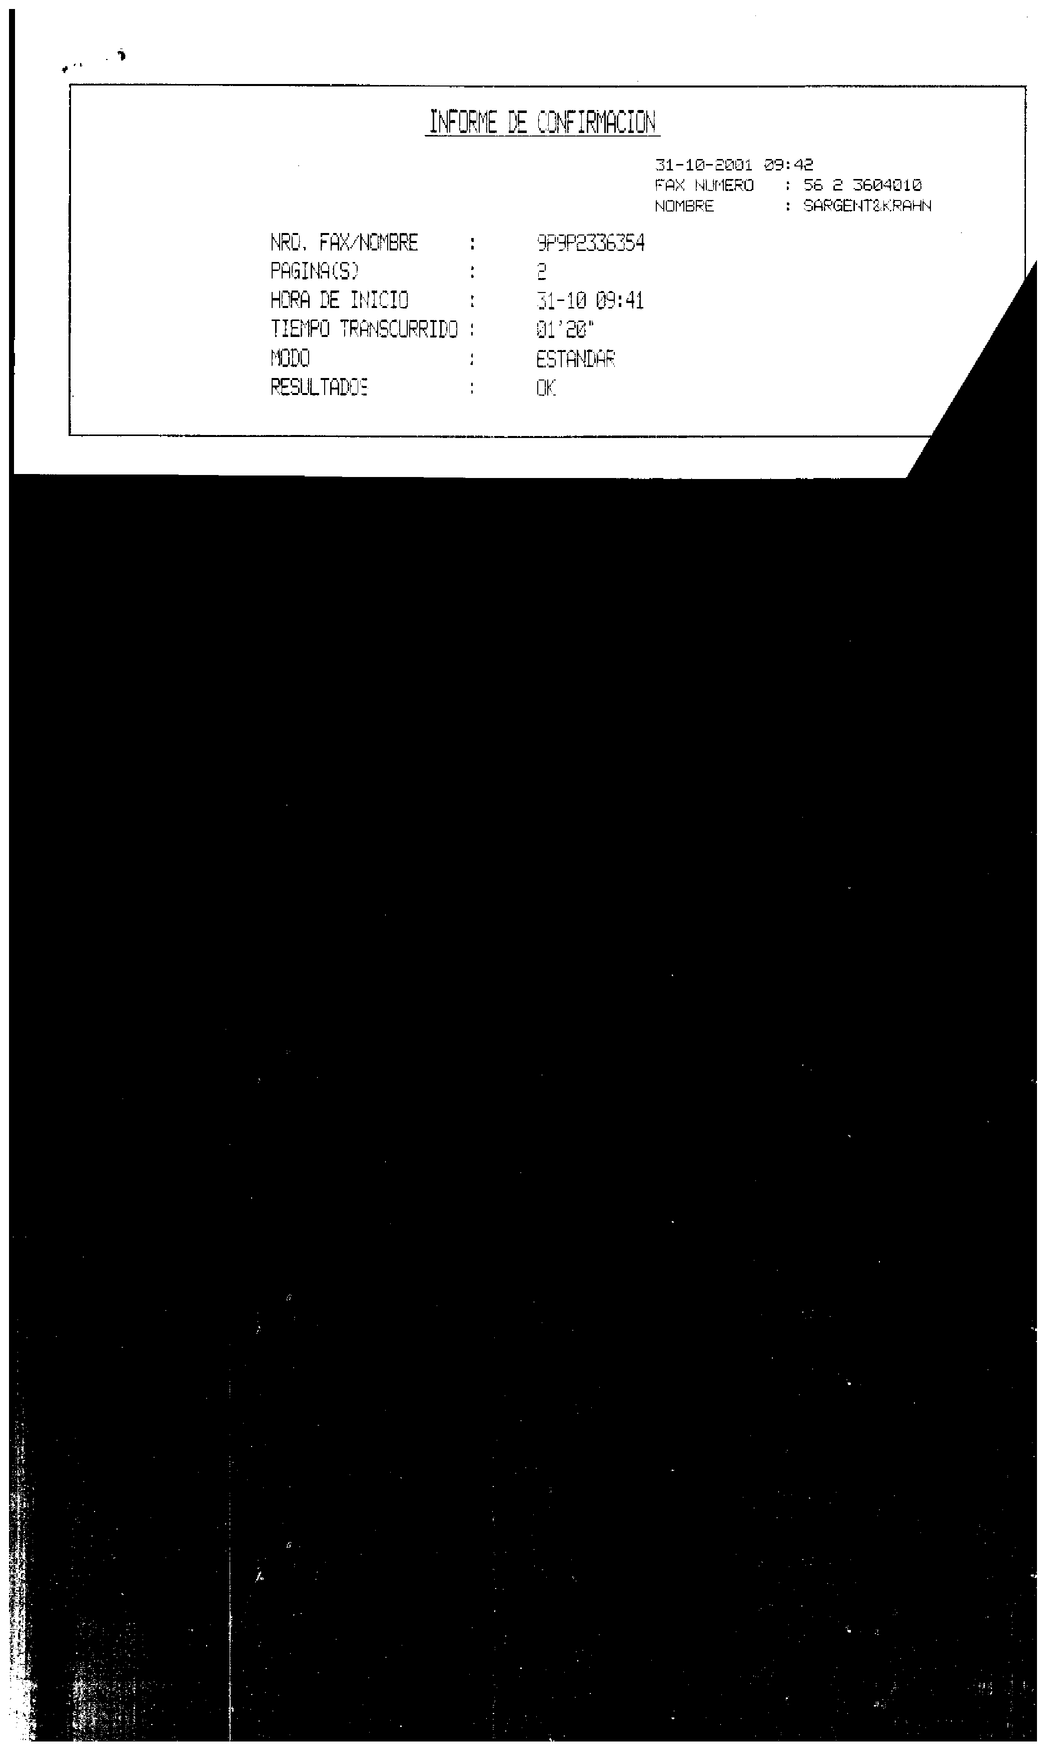 INFORME DE CONFIRMACION
31-10-2001 09:42
FAX NUMERO : 56 2 3604010
NOMBRE : SARGENT&KRAHN
NRO. FAX/NOMBRE : 9P9P2336354
PAGINA(S) : 2
HORA DE INICIO : 31-10 09:41
TIEMPO TRANSCURRIDO : 01'20"
MODO : ESTANDAR
RESULTADOS : OK